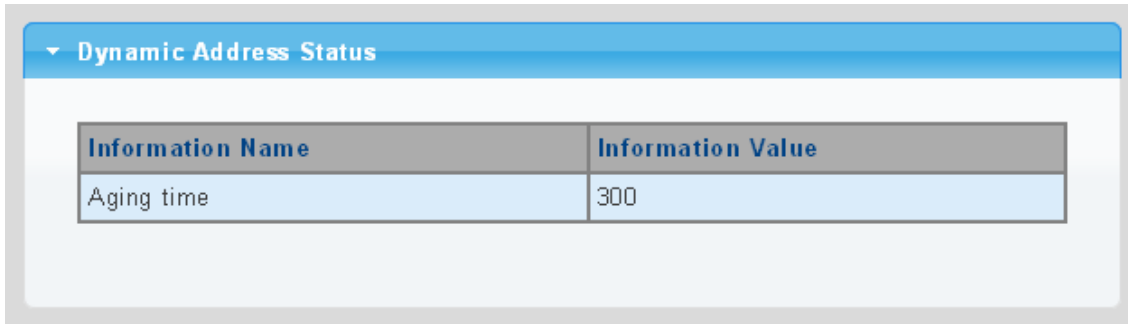 Dynamic Address Status
Information Name Information Value
Aging time 300